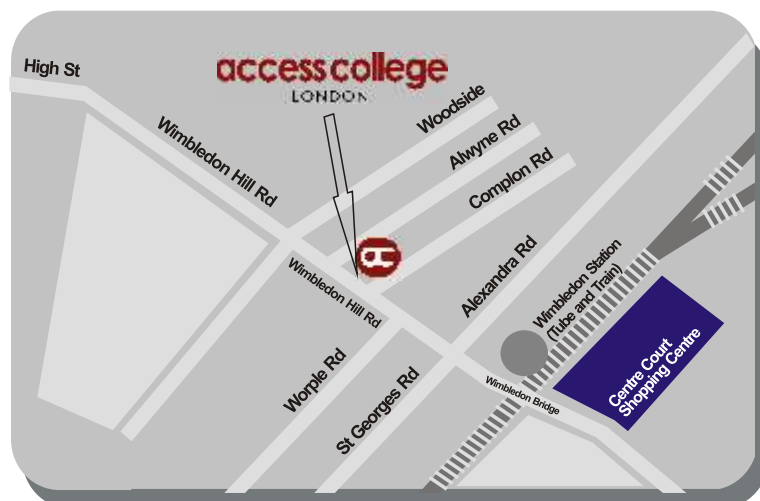 High St
access college
LONDON
Woodside
Wimbledon Hill Rd
Alwyne Rd
Complon Rd
Alexandra Rd
Wimbledon Station
(Tube and Train)
Wimbledon Hill Rd
Worple Rd
St Georges Rd
Wimbledon Bridge
Centre Court
Shopping Centre